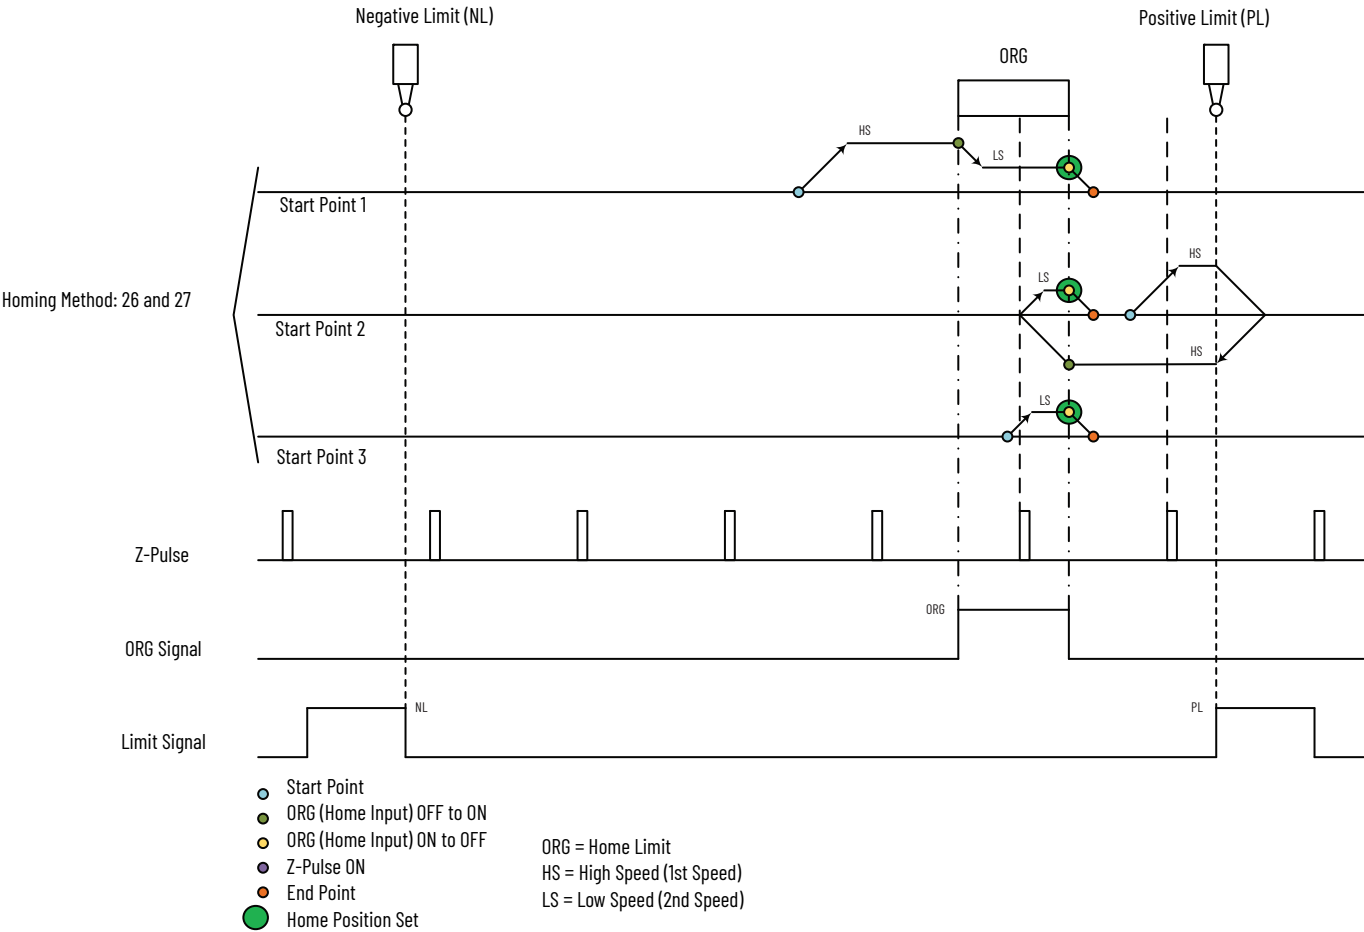 Negative Limit (NL)
Positive Limit (PL)
ORG
HS
LS
Start Point 1
HS
LS
Homing Method: 26 and 27
Start Point 2
HS
LS
Start Point 3
Z-Pulse
ORG
ORG Signal
NL
PL
Limit Signal
Start Point
ORG (Home Input) OFF to ON
ORG (Home Input) ON to OFF
Z-Pulse ON
End Point
Home Position Set
ORG = Home Limit
HS = High Speed (1st Speed)
LS = Low Speed (2nd Speed)